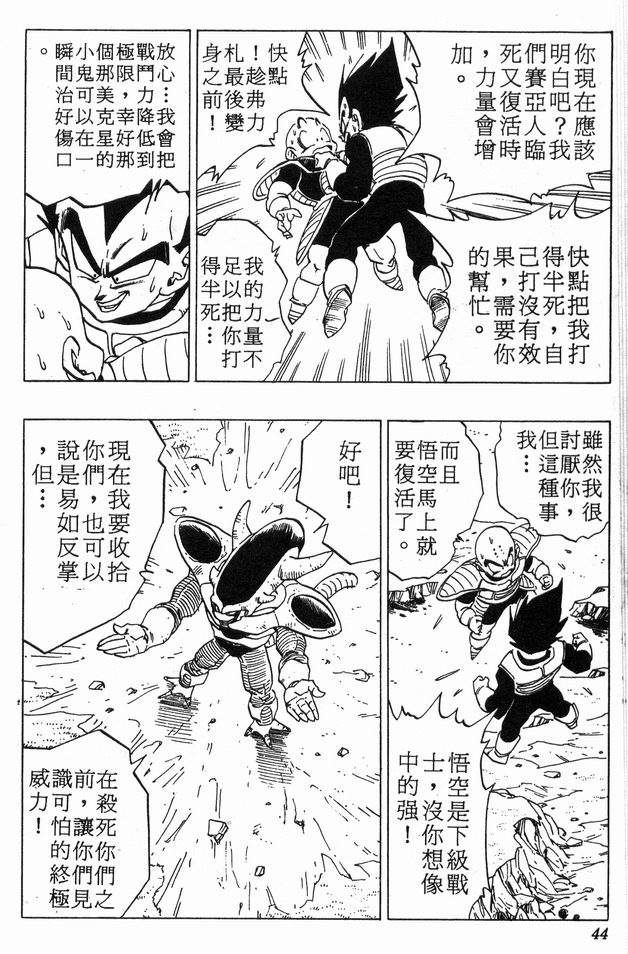 你現在應該
明白吧？我
們賽亞人臨
死又復活時
，力量會增
加。
快點
！趁弗力
札最後變
身之前！
快點把我打
得半死，自
己打沒有效
果，需要你
的幫忙。
我的力量不
足以把你打
得半死…
放心…我會把
戰鬥力降低到
極限，幸好那
個那美克星的
小鬼可以在一
瞬間治好傷口
。
雖然我很
討厭你，
但這種事
我…
而且
悟空馬上就
要復活了。
悟空是下級戰
士，沒你想像
中的强！
好吧！
現在我要收拾
你們，也可以
說是易如反掌
，但…
在殺死你們之
前，讓你們見
識可怕的終極
威力！
44